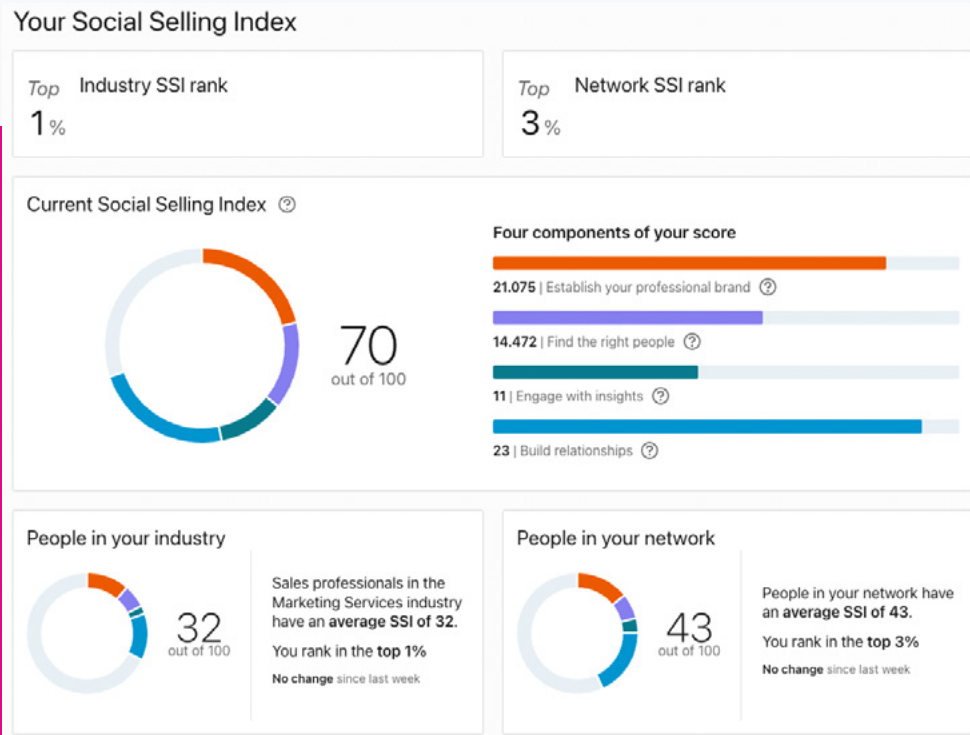 Your Social Selling Index
Top Industry SSI rank
1 %
Top Network SSI rank
3 %
Current Social Selling Index ?
70
out of 100
Four components of your score
21.075 | Establish your professional brand ?
14.472 | Find the right people ?
11 | Engage with insights ?
23 | Build relationships ?
People in your industry
32
out of 100
Sales professionals in the
Marketing Services industry
have an average SSI of 32.
You rank in the top 1%
No change since last week
People in your network
43
out of 100
People in your network have
an average SSI of 43.
You rank in the top 3%
No change since last week